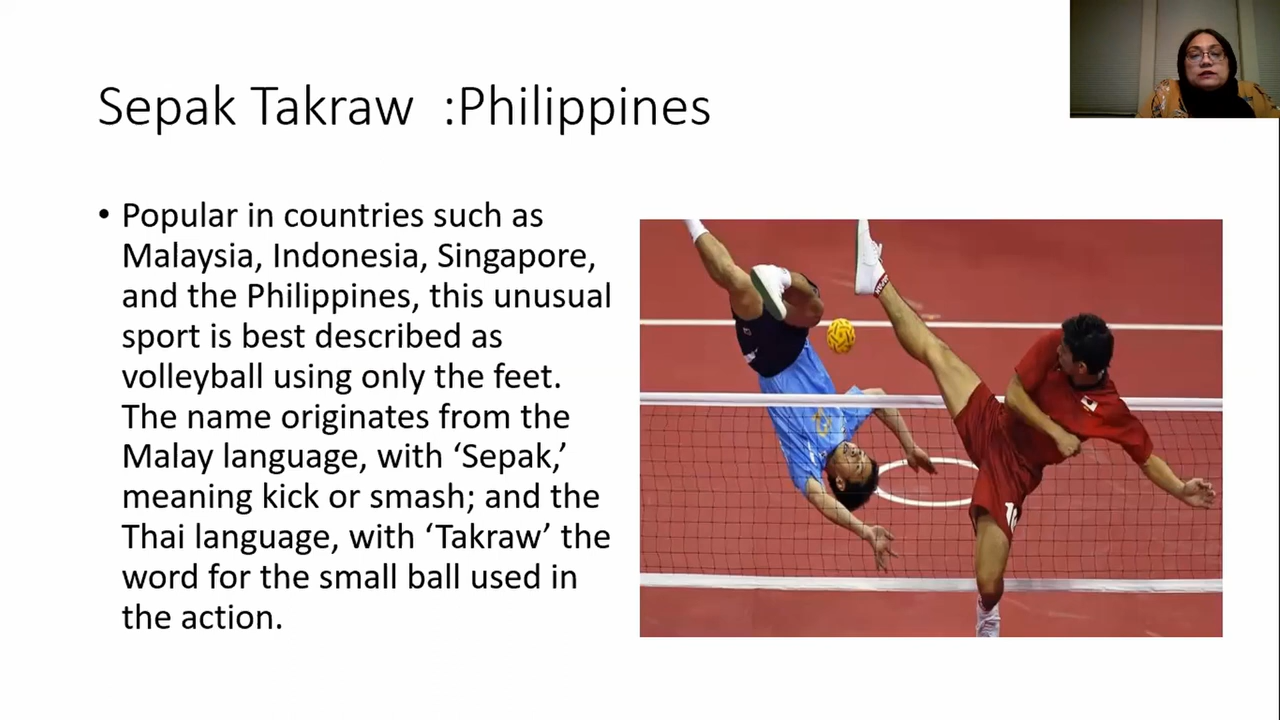 Sepak Takraw :Philippines
• Popular in countries such as
Malaysia, Indonesia, Singapore,
and the Philippines, this unusual
sport is best described as
volleyball using only the feet.
The name originates from the
Malay language, with ‘Sepak,’
meaning kick or smash; and the
Thai language, with ‘Takraw’ the
word for the small ball used in
the action.